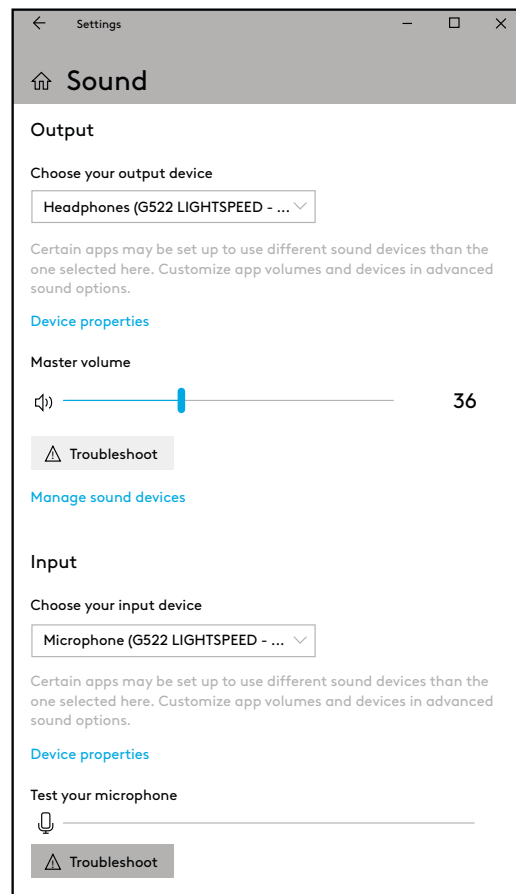 Settings
Sound
Output
Choose your output device
Headphones (G522 LIGHTSPEED - ...
Certain apps may be set up to use different sound devices than the
one selected here. Customize app volumes and devices in advanced
sound options.
Device properties
Master volume
36
Troubleshoot
Manage sound devices
Input
Choose your input device
Microphone (G522 LIGHTSPEED - ...
Certain apps may be set up to use different sound devices than the
one selected here. Customize app volumes and devices in advanced
sound options.
Device properties
Test your microphone
Troubleshoot